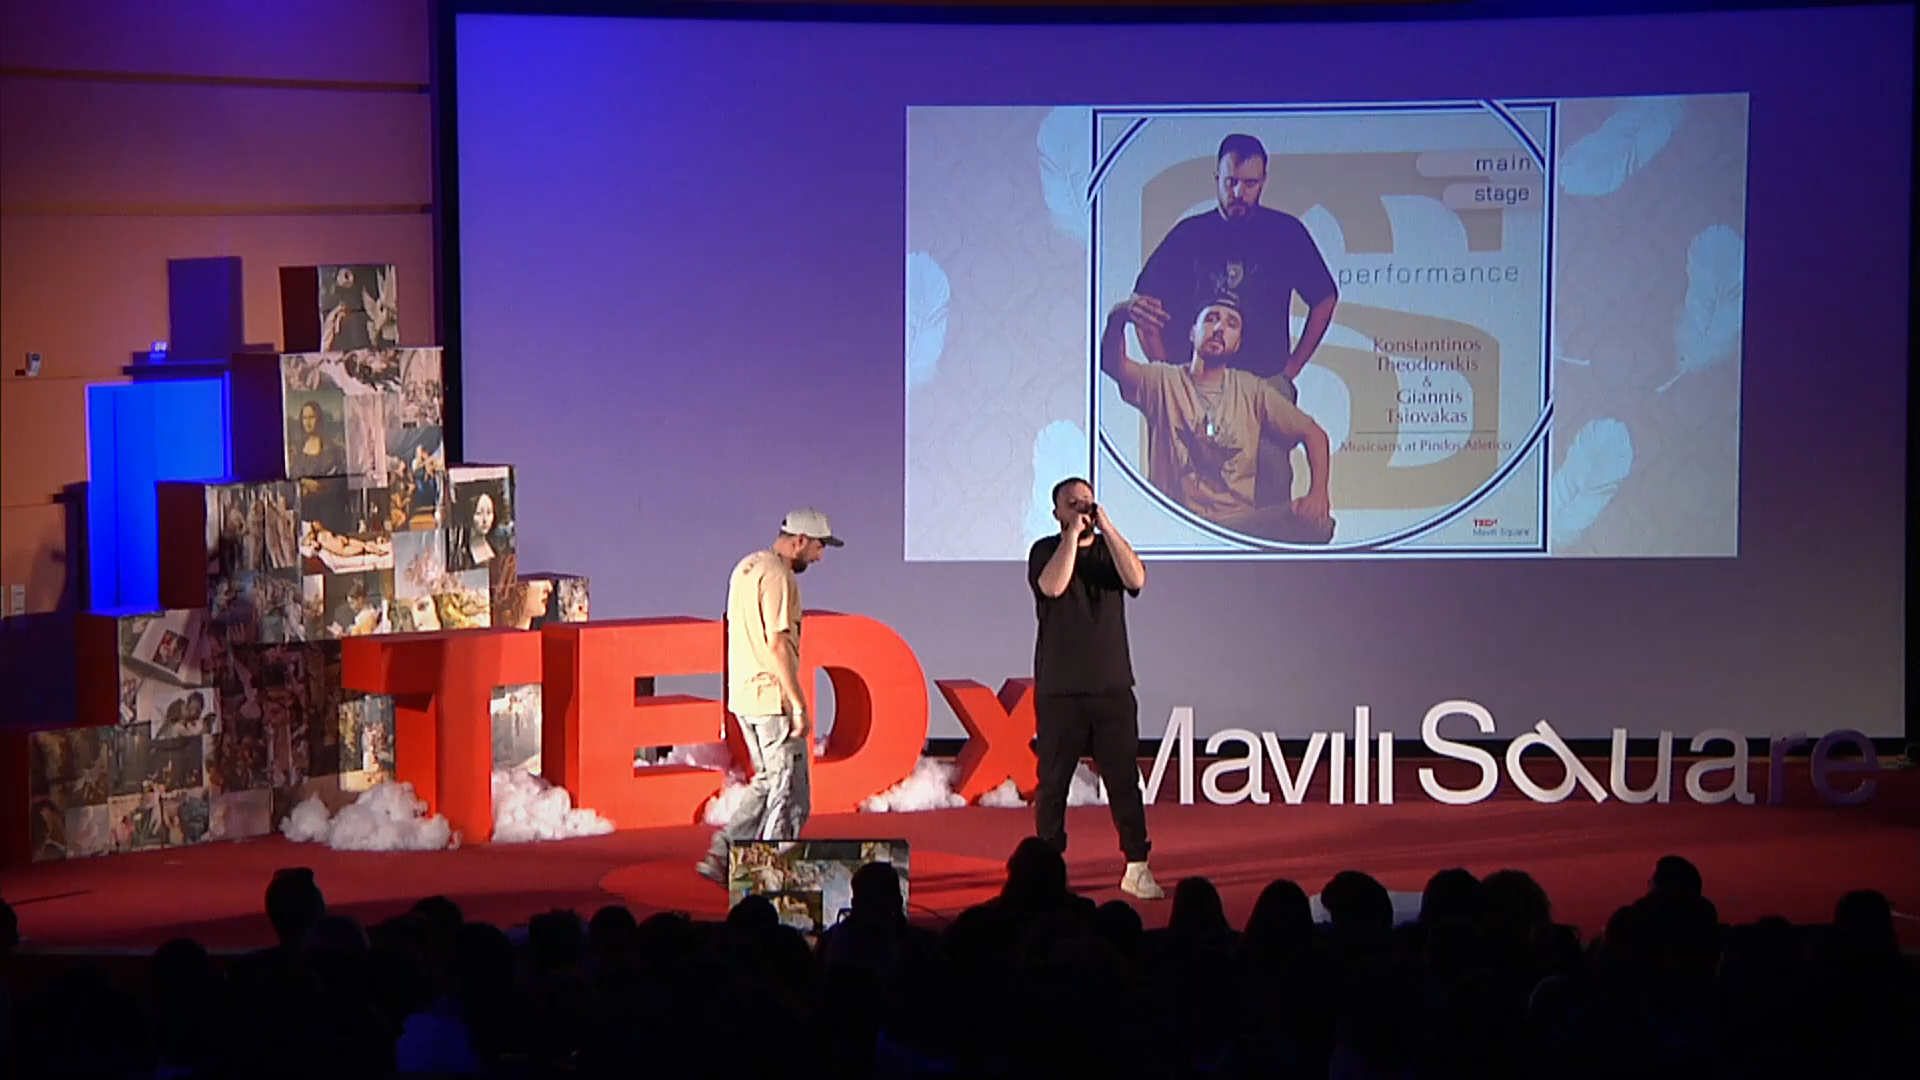 main
stage
performance
Konstantinos
Theodorakis
&
Giannis
Tsiovakas
Musicians at Pindos Atletico
TEDx
Mavili Square
TEDx Mavili Square